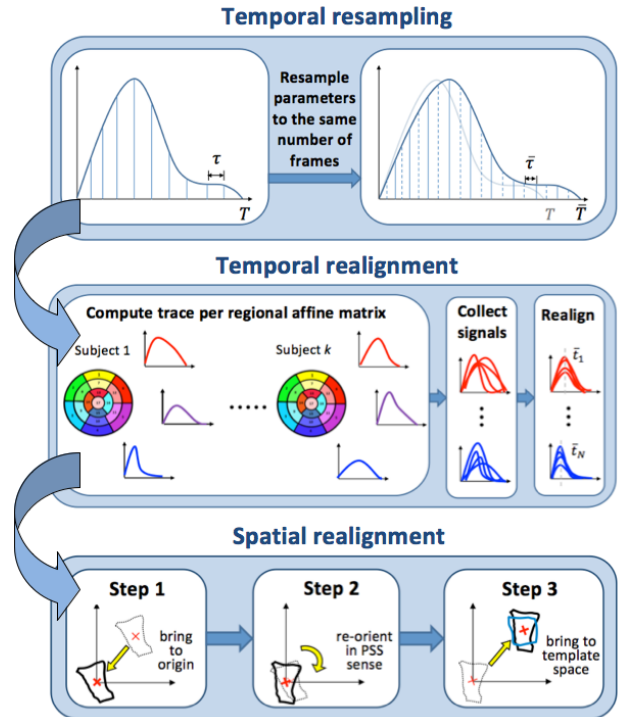 Temporal resampling
Resample
parameters
to the same
number of
frames
τ
T
τ̄
T
T̄
Temporal realignment
Compute trace per regional affine matrix
Subject 1
Subject k
Collect
signals
Realign
t̄₁
t̄N
Spatial realignment
Step 1
bring
to
origin
Step 2
re-orient
in PSS
sense
Step 3
bring to
template
space